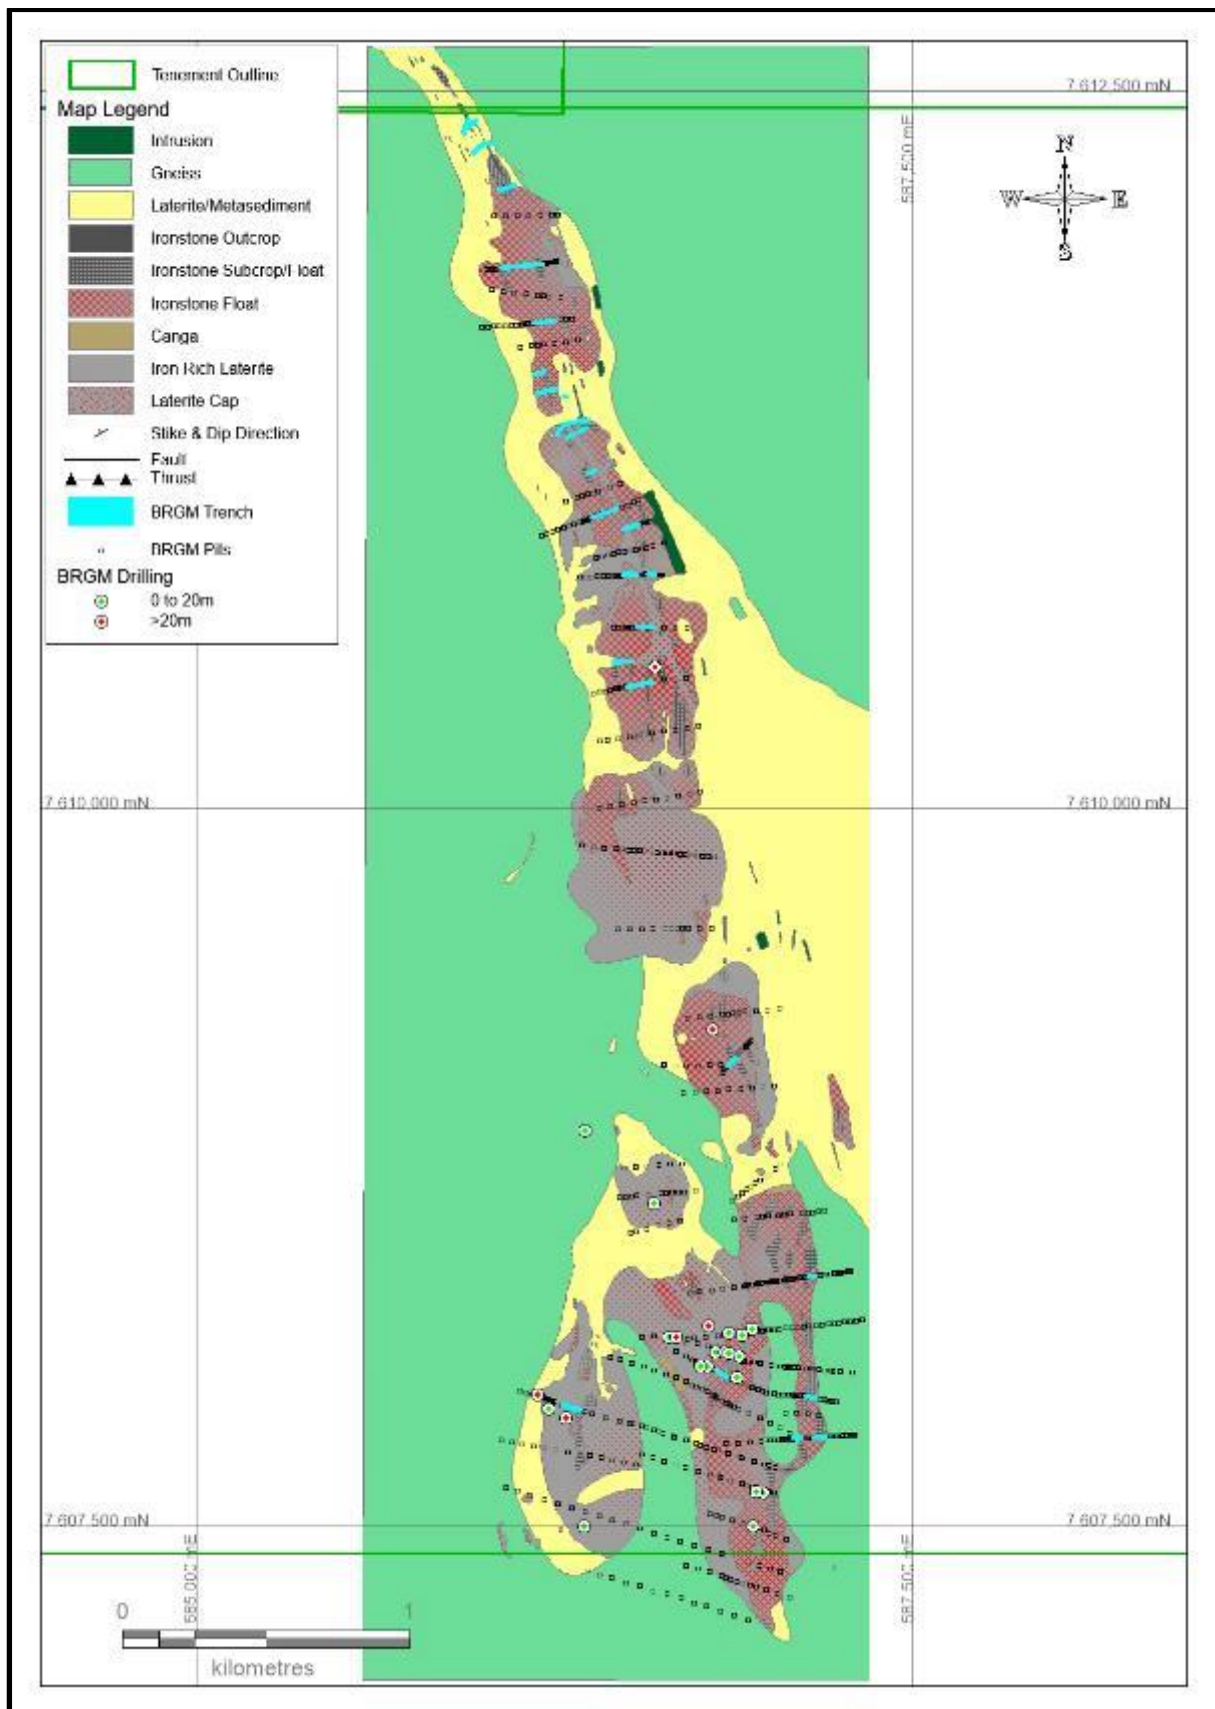 Tenement Outline
Map Legend
Intrusion
Gneiss
Laterite/Metasediment
Ironstone Outcrop
Ironstone Subcrop/Float
Ironstone Float
Canga
Iron Rich Laterite
Laterite Cap
Stike & Dip Direction
Fault
Thrust
BRGM Trench
BRGM Pits
BRGM Drilling
0 to 20m
>20m
7,612,500 mN
587,500 mE
N
W E
S
7,610,000 mN
7,610,000 mN
7,607,500 mN
7,607,500 mN
585,000 mE
587,500 mE
0 1
kilometres